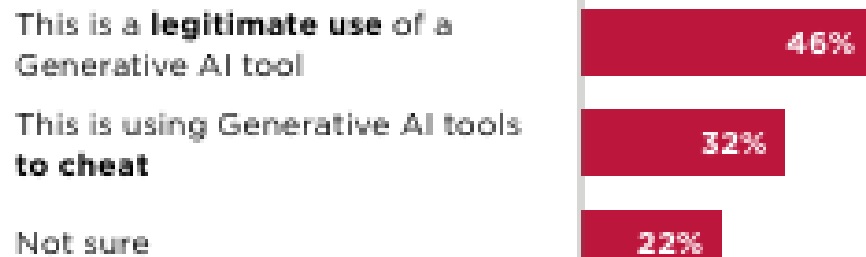 This is a legitimate use of a
Generative AI tool
46%
This is using Generative AI tools
to cheat
32%
Not sure
22%